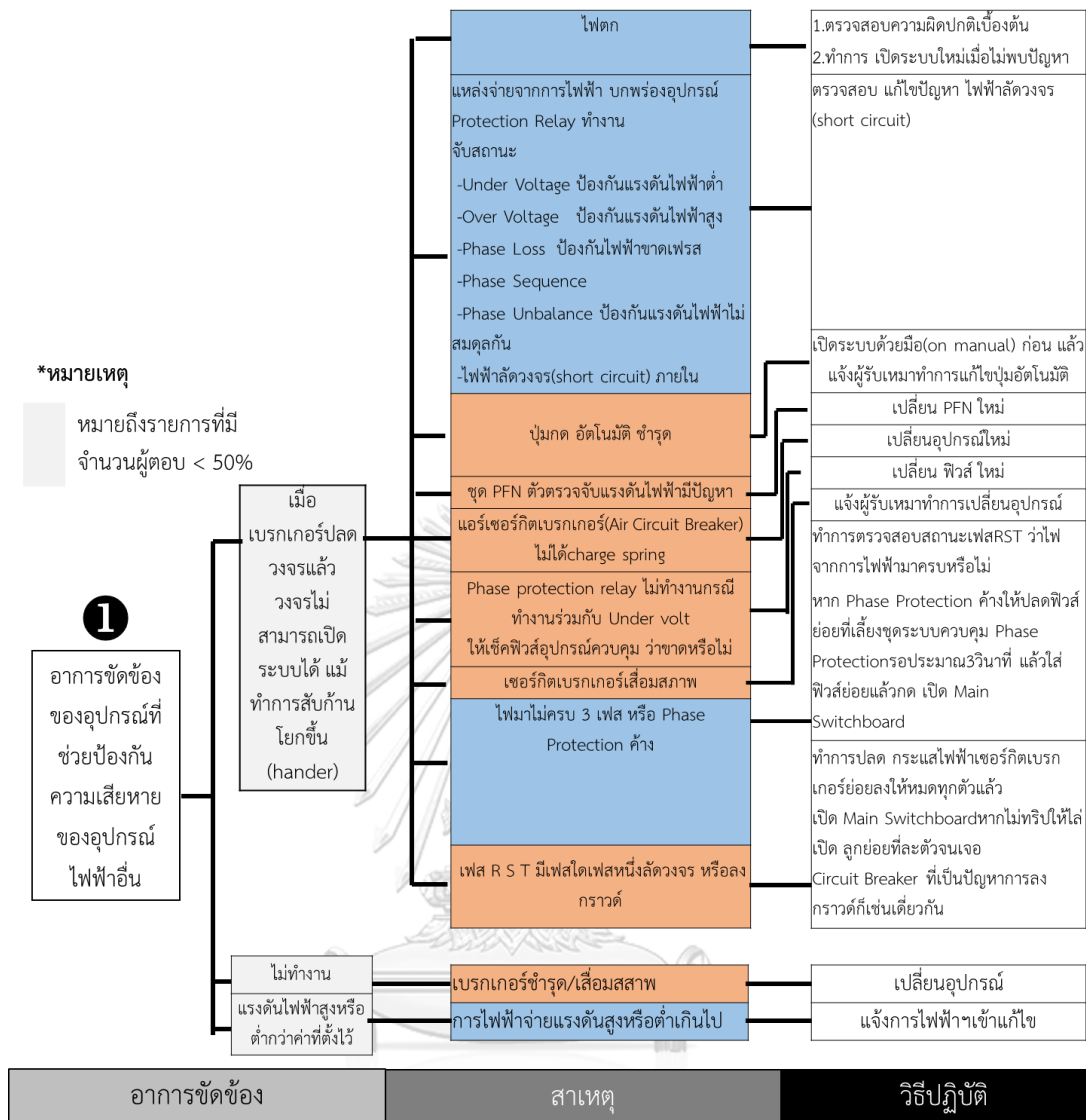 ไฟตก
1.ตรวจสอบความผิดปกติเบื้องต้น
2.ทำการ เปิดระบบใหม่เมื่อไม่พบปัญหา
แหล่งจ่ายจากการไฟฟ้า บกพร่องอุปกรณ์
Protection Relay ทำงาน
จับสถานะ
-Under Voltage ป้องกันแรงดันไฟฟ้าต่ำ
-Over Voltage ป้องกันแรงดันไฟฟ้าสูง
-Phase Loss ป้องกันไฟฟ้าขาดเฟรส
-Phase Sequence
-Phase Unbalance ป้องกันแรงดันไฟฟ้าไม่
สมดุลกัน
-ไฟฟ้าลัดวงจร(short circuit) ภายใน
ตรวจสอบ แก้ไขปัญหา ไฟฟ้าลัดวงจร
(short circuit)
*หมายเหตุ
หมายถึงรายการที่มี
จำนวนผู้ตอบ < 50%
ปุ่มกด อัตโนมัติ ชำรุด
เปิดระบบด้วยมือ(on manual) ก่อน แล้ว
แจ้งผู้รับเหมาทำการแก้ไขปุ่มอัตโนมัติ
ชุด PFN ตัวตรวจจับแรงดันไฟฟ้ามีปัญหา
เปลี่ยน PFN ใหม่
แอร์เซอร์กิตเบรกเกอร์(Air Circuit Breaker)
ไม่ได้charge spring
เปลี่ยนอุปกรณ์ใหม่
Phase protection relay ไม่ทำงานกรณี
ทำงานร่วมกับ Under volt
ให้เช็คฟิวส์อุปกรณ์ควบคุม ว่าขาดหรือไม่
เปลี่ยน ฟิวส์ ใหม่
เซอร์กิตเบรกเกอร์เสื่อมสภาพ
แจ้งผู้รับเหมาทำการเปลี่ยนอุปกรณ์
ไฟมาไม่ครบ 3 เฟส หรือ Phase
Protection ค้าง
ทำการตรวจสอบสถานะเฟสRST ว่าไฟ
จากการไฟฟ้ามาครบหรือไม่
หาก Phase Protection ค้างให้ปลดฟิวส์
ย่อยที่เลี้ยงชุดระบบควบคุม Phase
Protectionรอประมาณ3วินาที่ แล้วใส่
ฟิวส์ย่อยแล้วกด เปิด Main
Switchboard
เฟส R S T มีเฟสใดเฟสหนึ่งลัดวงจร หรือลง
กราวด์
ทำการปลด กระแสไฟฟ้าเซอร์กิตเบรก
เกอร์ย่อยลงให้หมดทุกตัวแล้ว
เปิด Main Switchboardหากไม่ทริปให้ไล่
เปิด ลูกย่อยที่ละตัวจนเจอ
Circuit Breaker ที่เป็นปัญหาการลง
กราวด์ก็เช่นเดียวกัน
เมื่อ
เบรกเกอร์ปลด
วงจรแล้ว
วงจรไม่
สามารถเปิด
ระบบได้ แม้
ทำการสับก้าน
โยกขึ้น
(hander)
1
อาการขัดข้อง
ของอุปกรณ์ที่
ช่วยป้องกัน
ความเสียหาย
ของอุปกรณ์
ไฟฟ้าอื่น
ไม่ทำงาน
เบรกเกอร์ชำรุด/เสื่อมสสาพ
เปลี่ยนอุปกรณ์
แรงดันไฟฟ้าสูงหรือ
ต่ำกว่าค่าที่ตั้งไว้
การไฟฟ้าจ่ายแรงดันสูงหรือต่ำเกินไป
แจ้งการไฟฟ้าฯเข้าแก้ไข
อาการขัดข้อง
สาเหตุ
วิธีปฏิบัติ